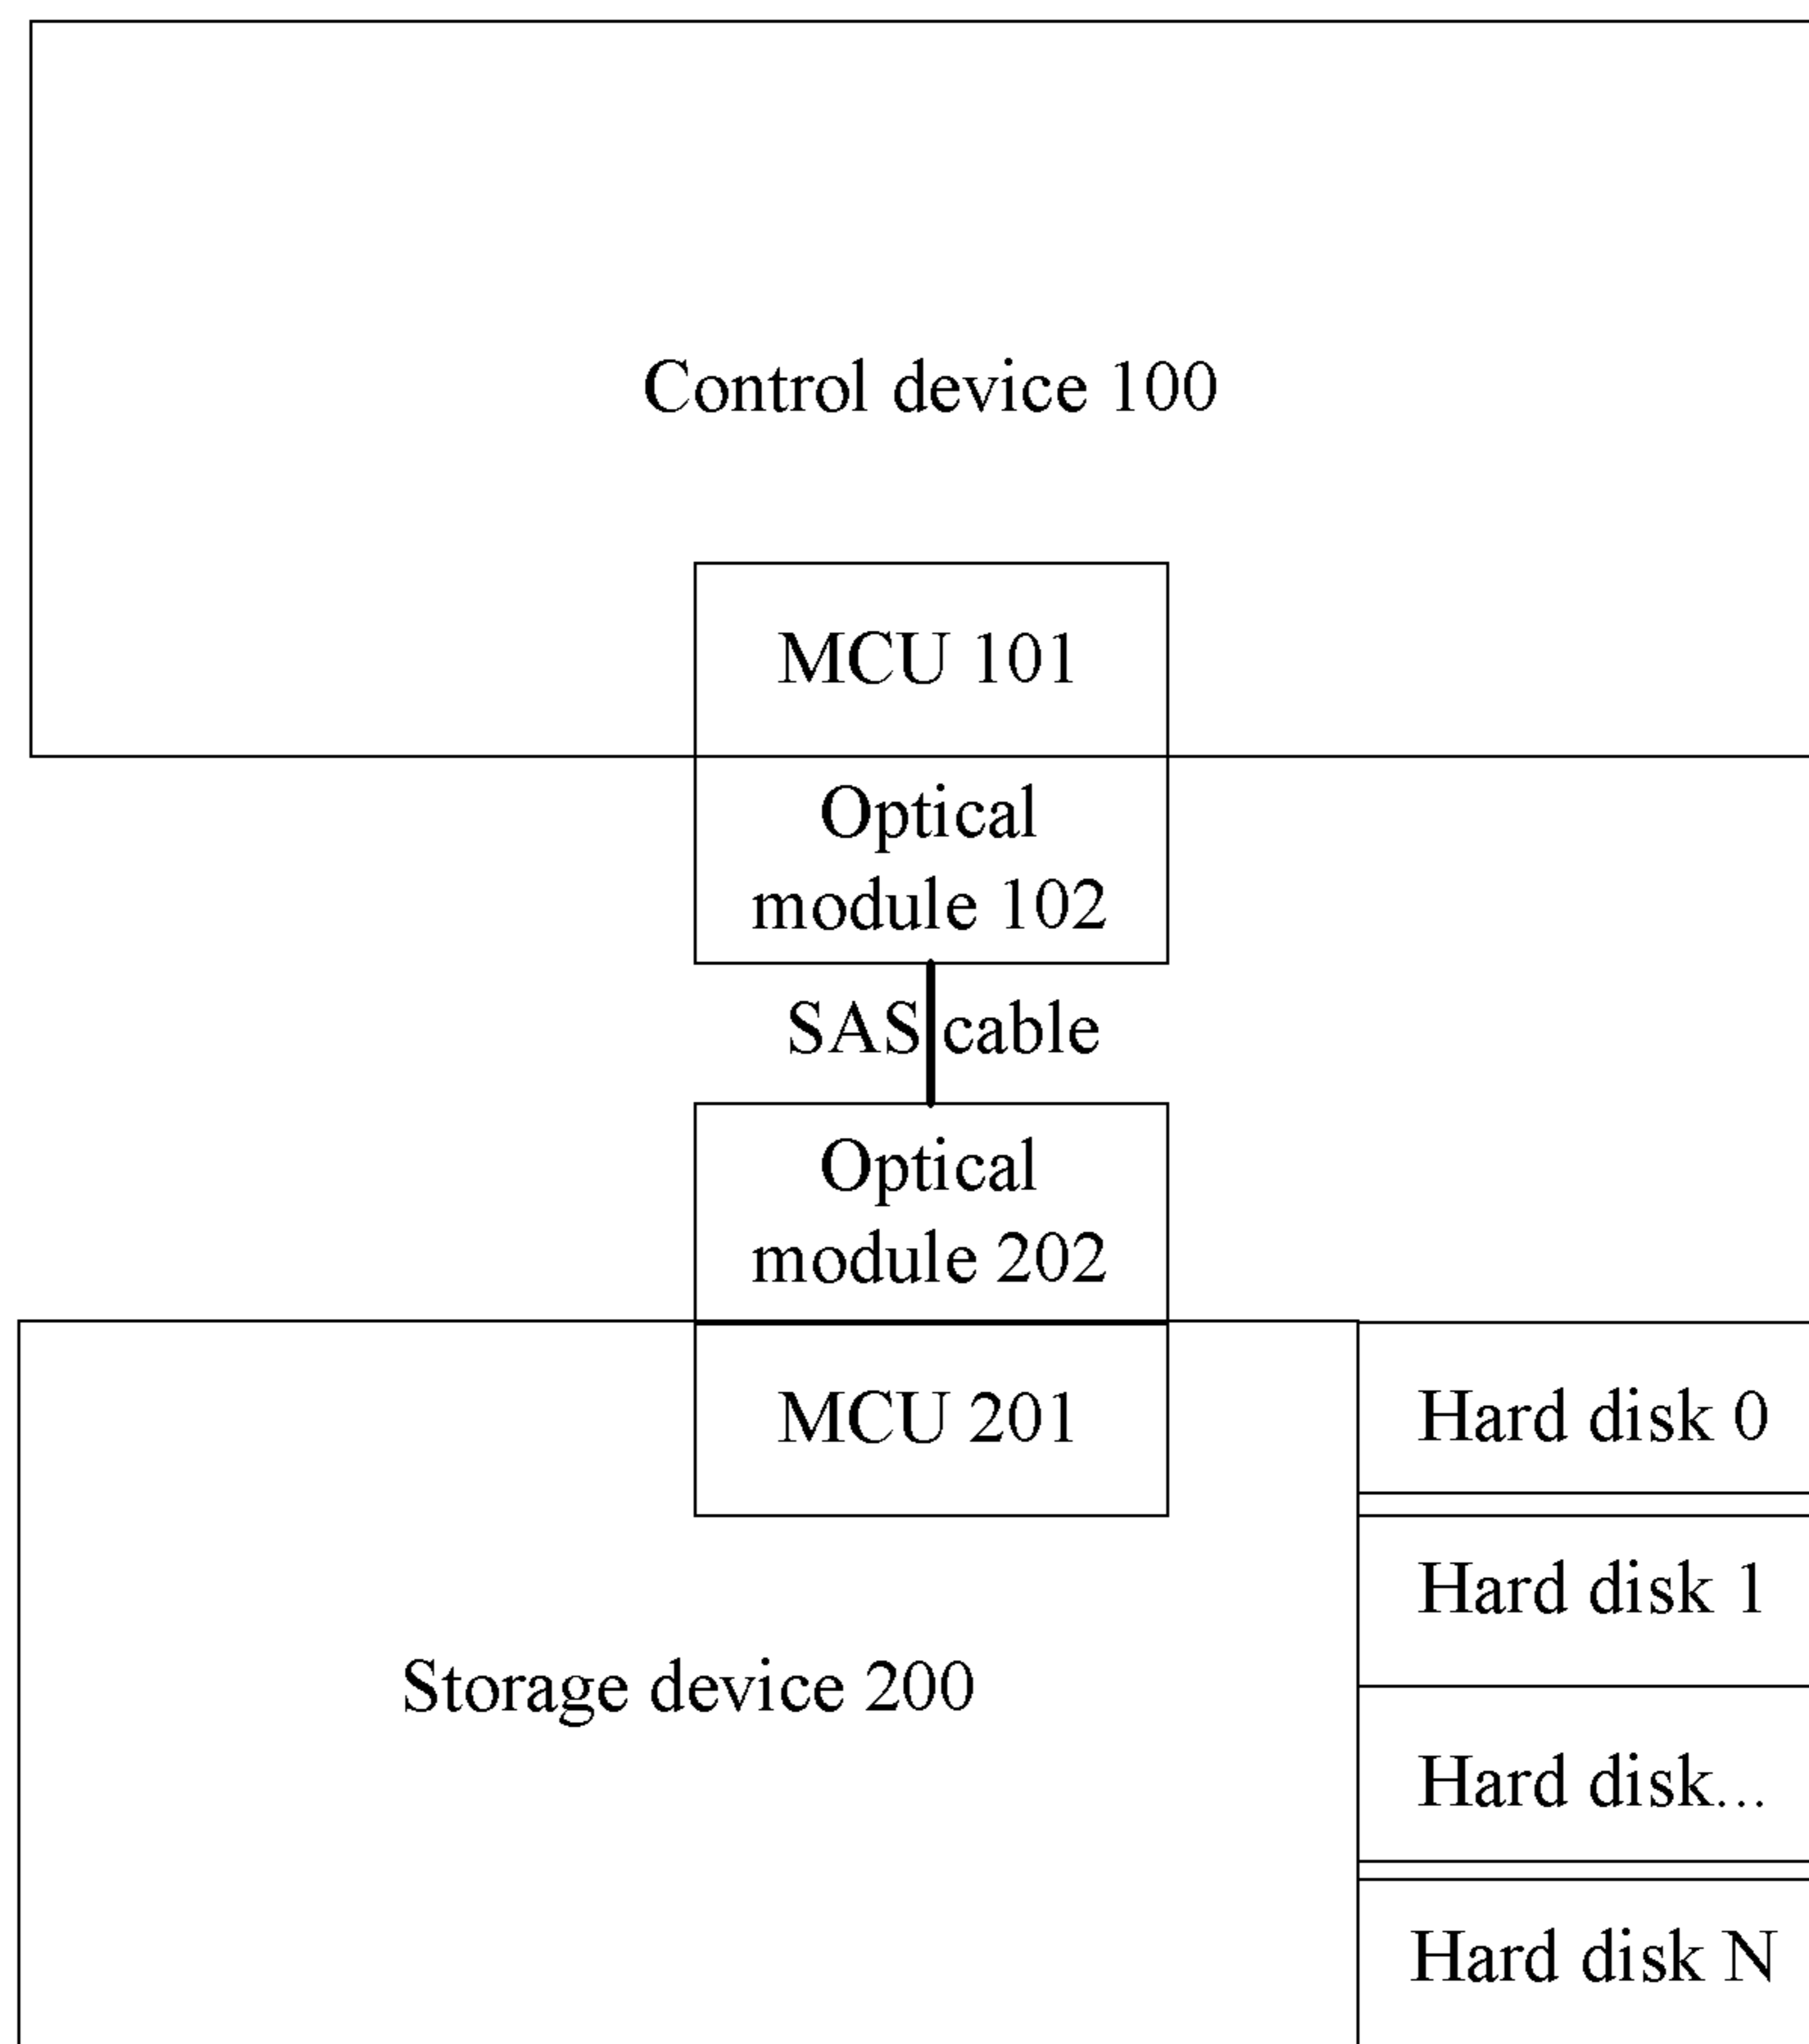 Control device 100
MCU 101
Optical
module 102
SAS cable
Optical
module 202
MCU 201
Hard disk 0
Hard disk 1
Storage device 200
Hard disk...
Hard disk N